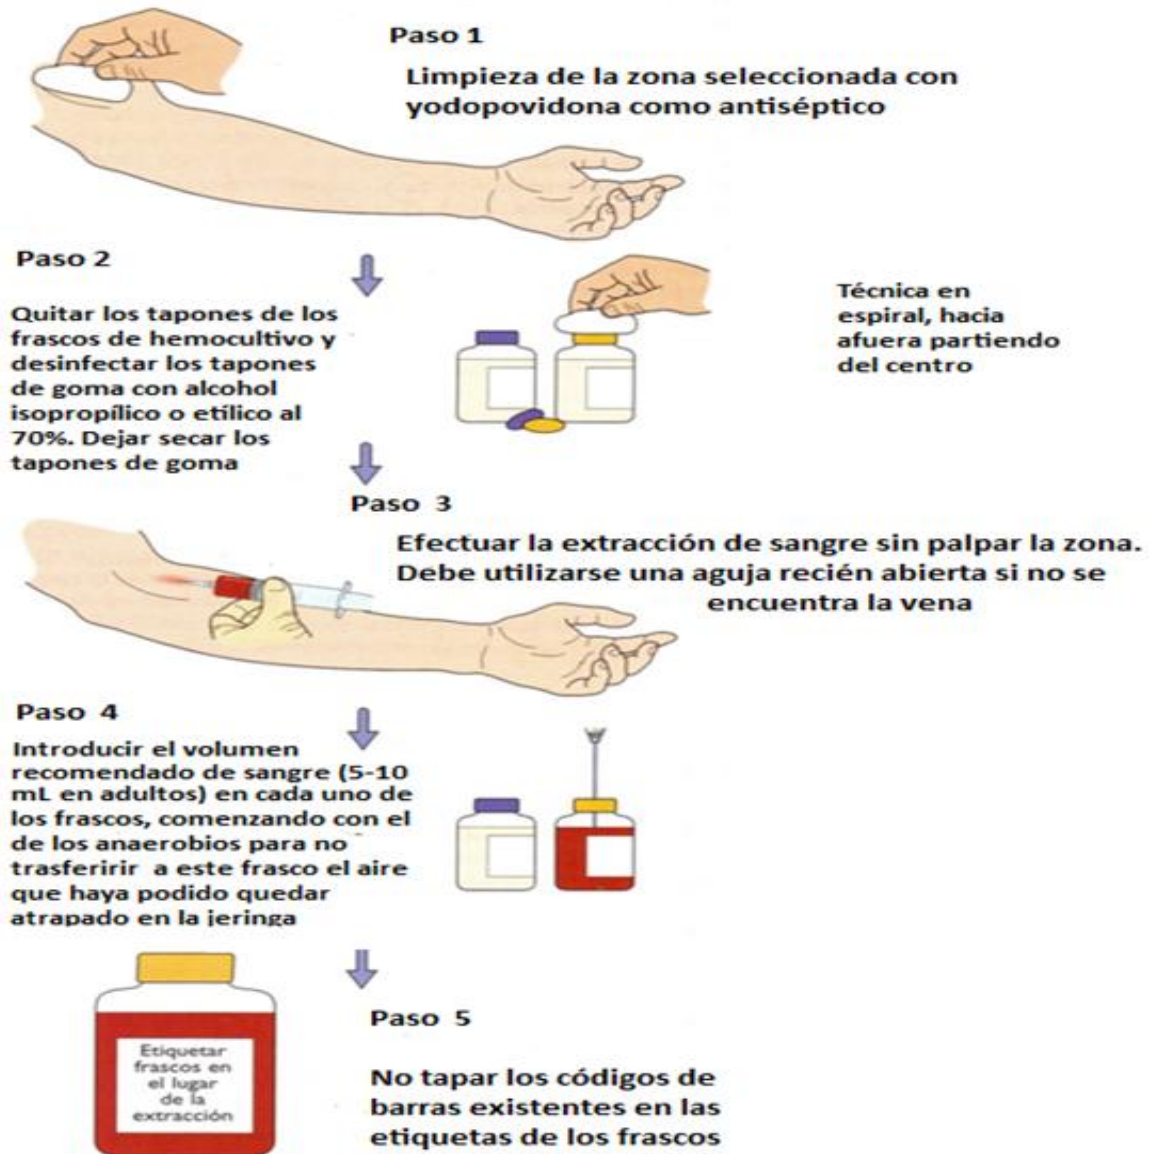 Paso 1
Limpieza de la zona seleccionada con
yodopovidona como antiséptico
Paso 2
Quitar los tapones de los
frascos de hemocultivo y
desinfectar los tapones
de goma con alcohol
isopropílico o etílico al
70%. Dejar secar los
tapones de goma
Técnica en
espiral, hacia
afuera partiendo
del centro
Paso 3
Efectuar la extracción de sangre sin palpar la zona.
Debe utilizarse una aguja recién abierta si no se
encuentra la vena
Paso 4
Introducir el volumen
recomendado de sangre (5-10
mL en adultos) en cada uno de
los frascos, comenzando con el
de los anaerobios para no
trasferirir a este frasco el aire
que haya podido quedar
atrapado en la jeringa
Etiquetar
frascos en
el lugar
de la
extracción
Paso 5
No tapar los códigos de
barras existentes en las
etiquetas de los frascos